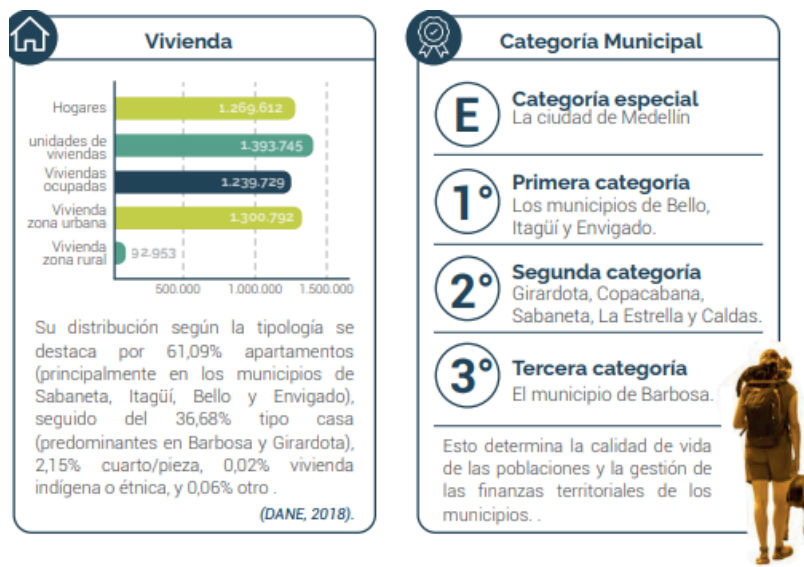 Vivienda
Hogares
1.269.612
unidades de
viviendas
1.393.745
Viviendas
ocupadas
1.239.729
Vivienda
zona urbana
1.300.792
Vivienda
zona rural
92.953
500.000 1.000.000 1.500.000
Su distribución según la tipología se
destaca por 61,09% apartamentos
(principalmente en los municipios de
Sabaneta, Itagüí, Bello y Envigado),
seguido del 36,68% tipo casa
(predominantes en Barbosa y Girardota),
2,15% cuarto/pieza, 0,02% vivienda
indígena o étnica, y 0,06% otro .
(DANE, 2018).
Categoría Municipal
E
Categoría especial
La ciudad de Medellín
1°
Primera categoría
Los municipios de Bello,
Itagüí y Envigado.
2°
Segunda categoría
Girardota, Copacabana,
Sabaneta, La Estrella y Caldas.
3°
Tercera categoría
El municipio de Barbosa.
Esto determina la calidad de vida
de las poblaciones y la gestión de
las finanzas territoriales de los
municipios. .